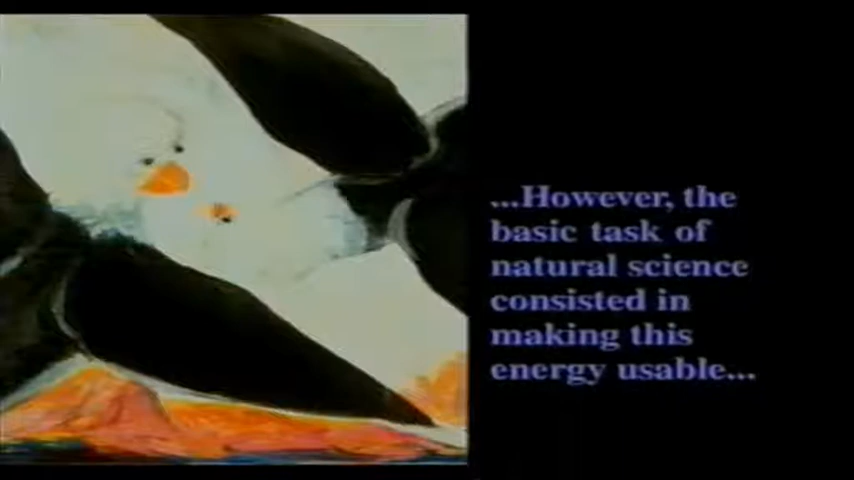 ...However, the
basic task of
natural science
consisted in
making this
energy usable...